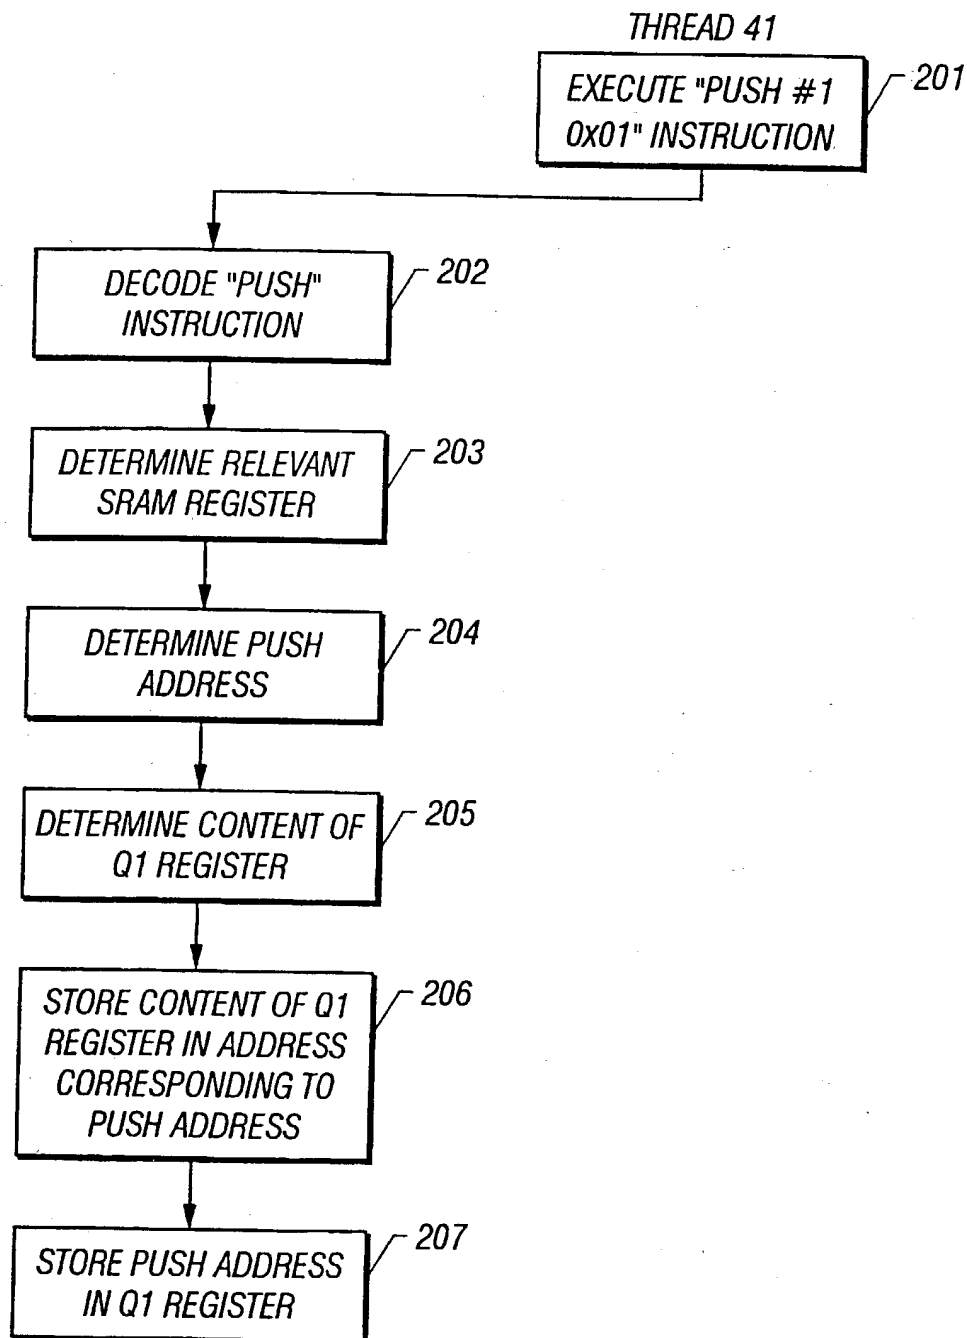 THREAD 41
EXECUTE "PUSH #1
0x01" INSTRUCTION
201
DECODE "PUSH"
INSTRUCTION
202
DETERMINE RELEVANT
SRAM REGISTER
203
DETERMINE PUSH
ADDRESS
204
DETERMINE CONTENT OF
Q1 REGISTER
205
STORE CONTENT OF Q1
REGISTER IN ADDRESS
CORRESPONDING TO
PUSH ADDRESS
206
STORE PUSH ADDRESS
IN Q1 REGISTER
207